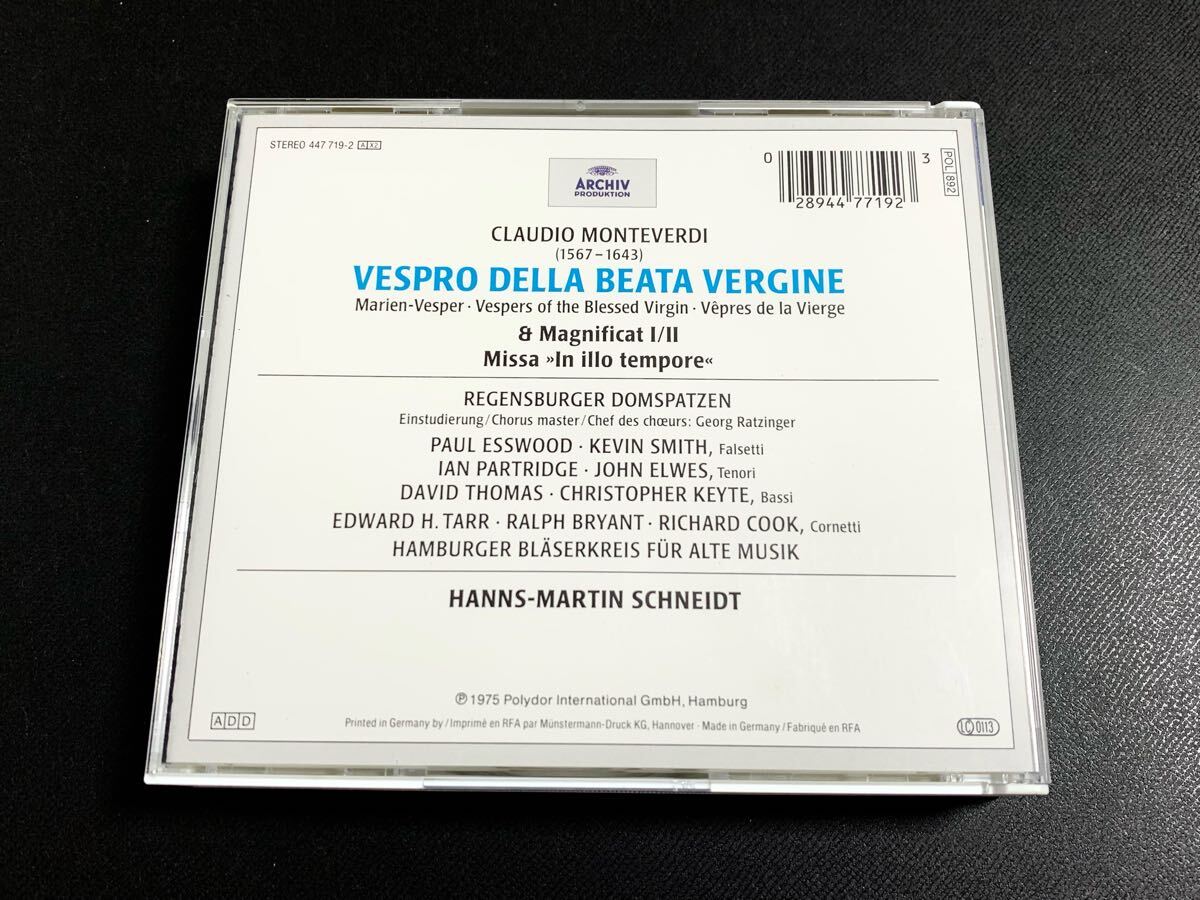 STEREO 447 719-2 A X2
ARCHIV
PRODUKTION
0 28944 77192 3
POL 892
CLAUDIO MONTEVERDI
(1567–1643)
VESPRO DELLA BEATA VERGINE
Marien-Vesper · Vespers of the Blessed Virgin · Vêpres de la Vierge
& Magnificat I/II
Missa »In illo tempore«
REGENSBURGER DOMSPATZEN
Einstudierung/Chorus master/Chef des chœurs: Georg Ratzinger
PAUL ESSWOOD · KEVIN SMITH, Falsetti
IAN PARTRIDGE · JOHN ELWES, Tenori
DAVID THOMAS · CHRISTOPHER KEYTE, Bassi
EDWARD H. TARR · RALPH BRYANT · RICHARD COOK, Cornetti
HAMBURGER BLÄSERKREIS FÜR ALTE MUSIK
HANNS-MARTIN SCHNEIDT
℗ 1975 Polydor International GmbH, Hamburg
ADD
Printed in Germany by/Imprimé en RFA par Münstermann-Druck KG, Hannover · Made in Germany/Fabriqué en RFA
LC 0113